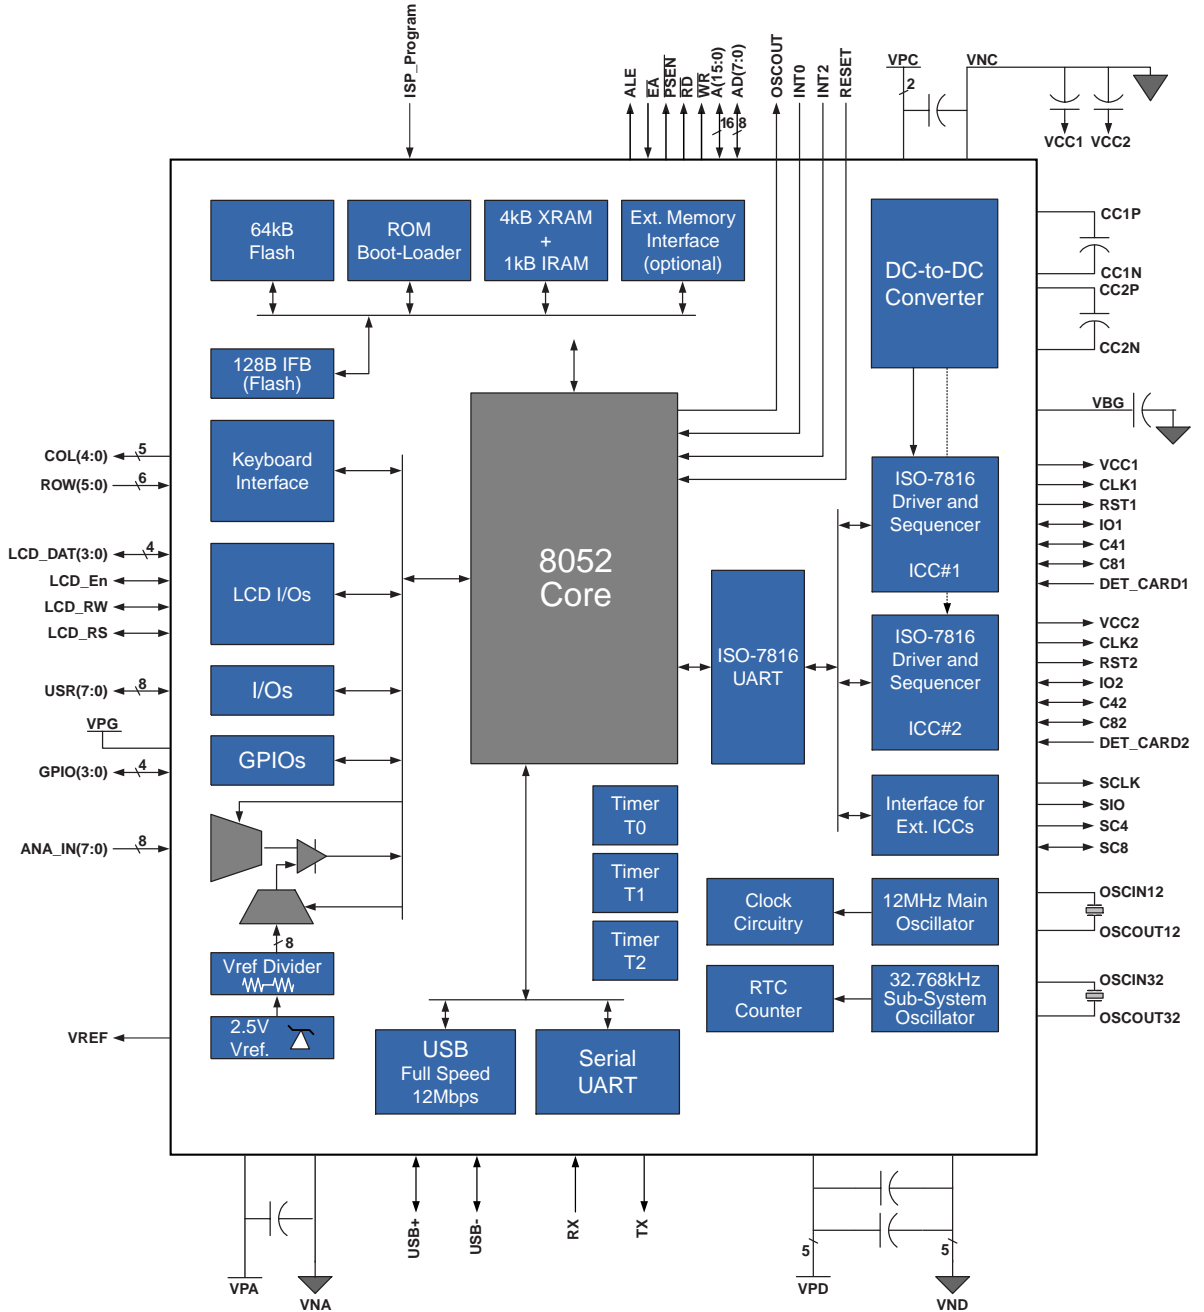 ISP_Program
ALE
EA
PSEN
RD
WR
A(15:0)
AD(7:0)
16
8
OSCOUT
INT0
INT2
RESET
VPC
2
VNC
VCC1
VCC2
64kB
Flash
ROM
Boot-Loader
4kB XRAM
+
1kB IRAM
Ext. Memory
Interface
(optional)
DC-to-DC
Converter
CC1P
CC1N
CC2P
CC2N
128B IFB
(Flash)
VBG
COL(4:0)
5
ROW(5:0)
6
Keyboard
Interface
8052
Core
ISO-7816
Driver and
Sequencer
ICC#1
VCC1
CLK1
RST1
IO1
C41
C81
DET_CARD1
LCD_DAT(3:0)
4
LCD_En
LCD_RW
LCD_RS
LCD I/Os
ISO-7816
UART
ISO-7816
Driver and
Sequencer
ICC#2
VCC2
CLK2
RST2
IO2
C42
C82
DET_CARD2
USR(7:0)
8
I/Os
VPG
GPIO(3:0)
4
GPIOs
ANA_IN(7:0)
8
Timer
T0
Timer
T1
Timer
T2
Interface for
Ext. ICCs
SCLK
SIO
SC4
SC8
Clock
Circuitry
12MHz Main
Oscillator
OSCIN12
OSCOUT12
8
Vref Divider
RTC
Counter
32.768kHz
Sub-System
Oscillator
OSCIN32
OSCOUT32
VREF
2.5V
Vref.
USB
Full Speed
12Mbps
Serial
UART
VPA
VNA
USB+
USB-
RX
TX
5
VPD
5
VND